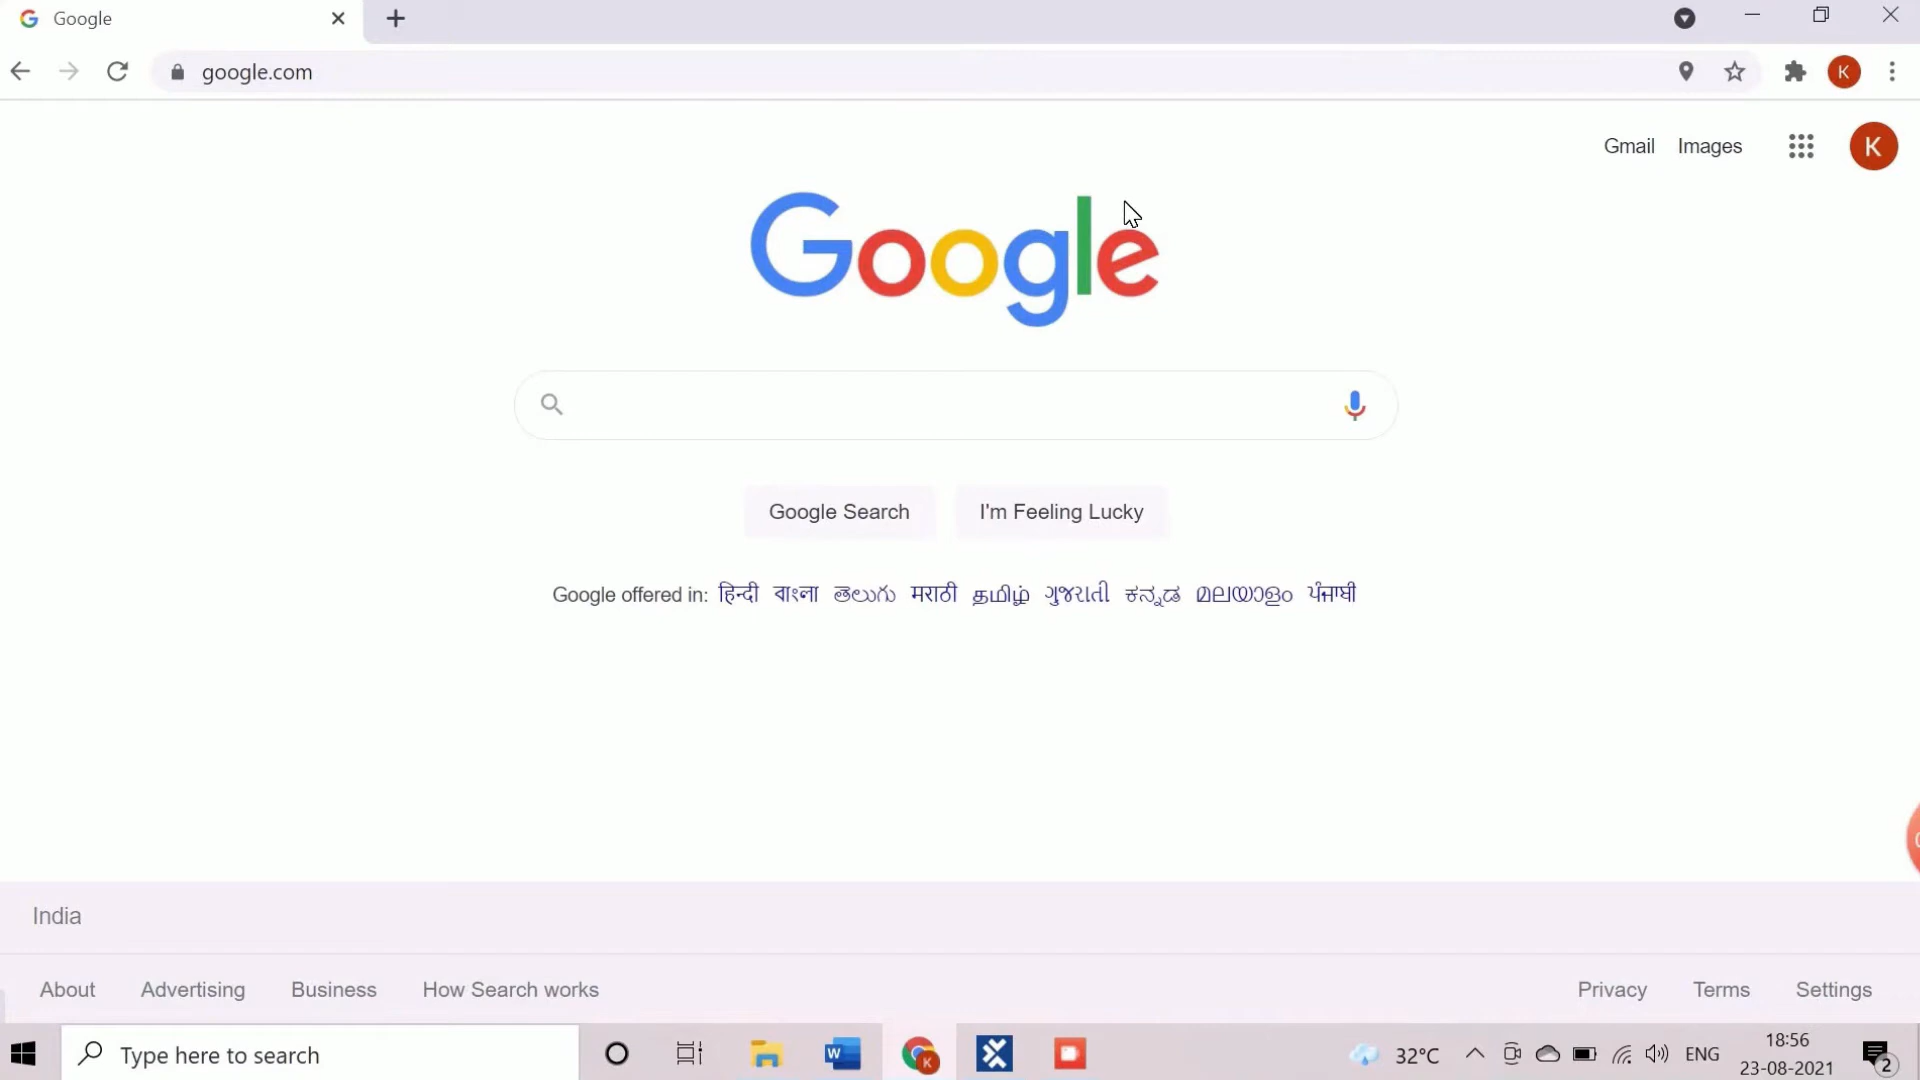 Google
google.com
K
Gmail Images K
Google
Google Search I'm Feeling Lucky
Google offered in: हिन्दी বাংলা తెలుగు मराठी தமிழ் ગુજરાતી ಕನ್ನಡ മലയാളം ਪੰਜਾਬੀ
India
About Advertising Business How Search works Privacy Terms Settings
Type here to search W K 32°C ENG 18:56
23-08-2021 2